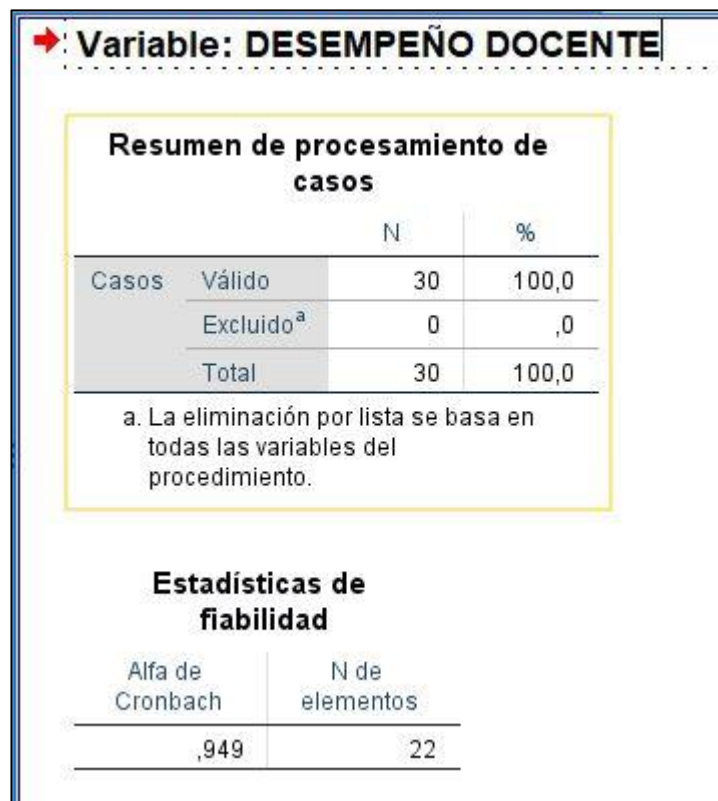 Variable: DESEMPEÑO DOCENTE
Resumen de procesamiento de
casos
N %
Casos Válido 30 100,0
Excluido^a 0 ,0
Total 30 100,0
a. La eliminación por lista se basa en
todas las variables del
procedimiento.
Estadísticas de
fiabilidad
Alfa de N de
Cronbach elementos
,949 22